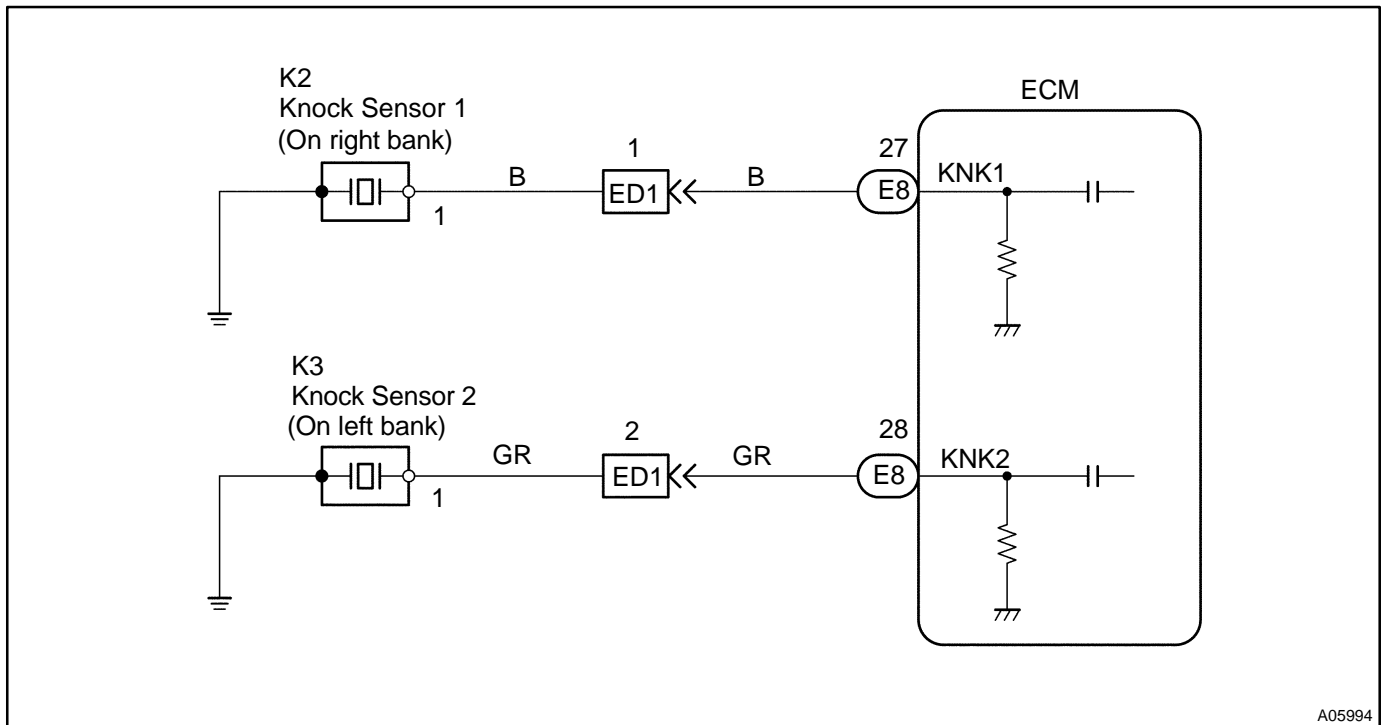 K2
Knock Sensor 1
(On right bank)
ECM
1
27
B
ED1
B
E8
KNK1
1
K3
Knock Sensor 2
(On left bank)
2
28
GR
ED1
GR
E8
KNK2
1
A05994